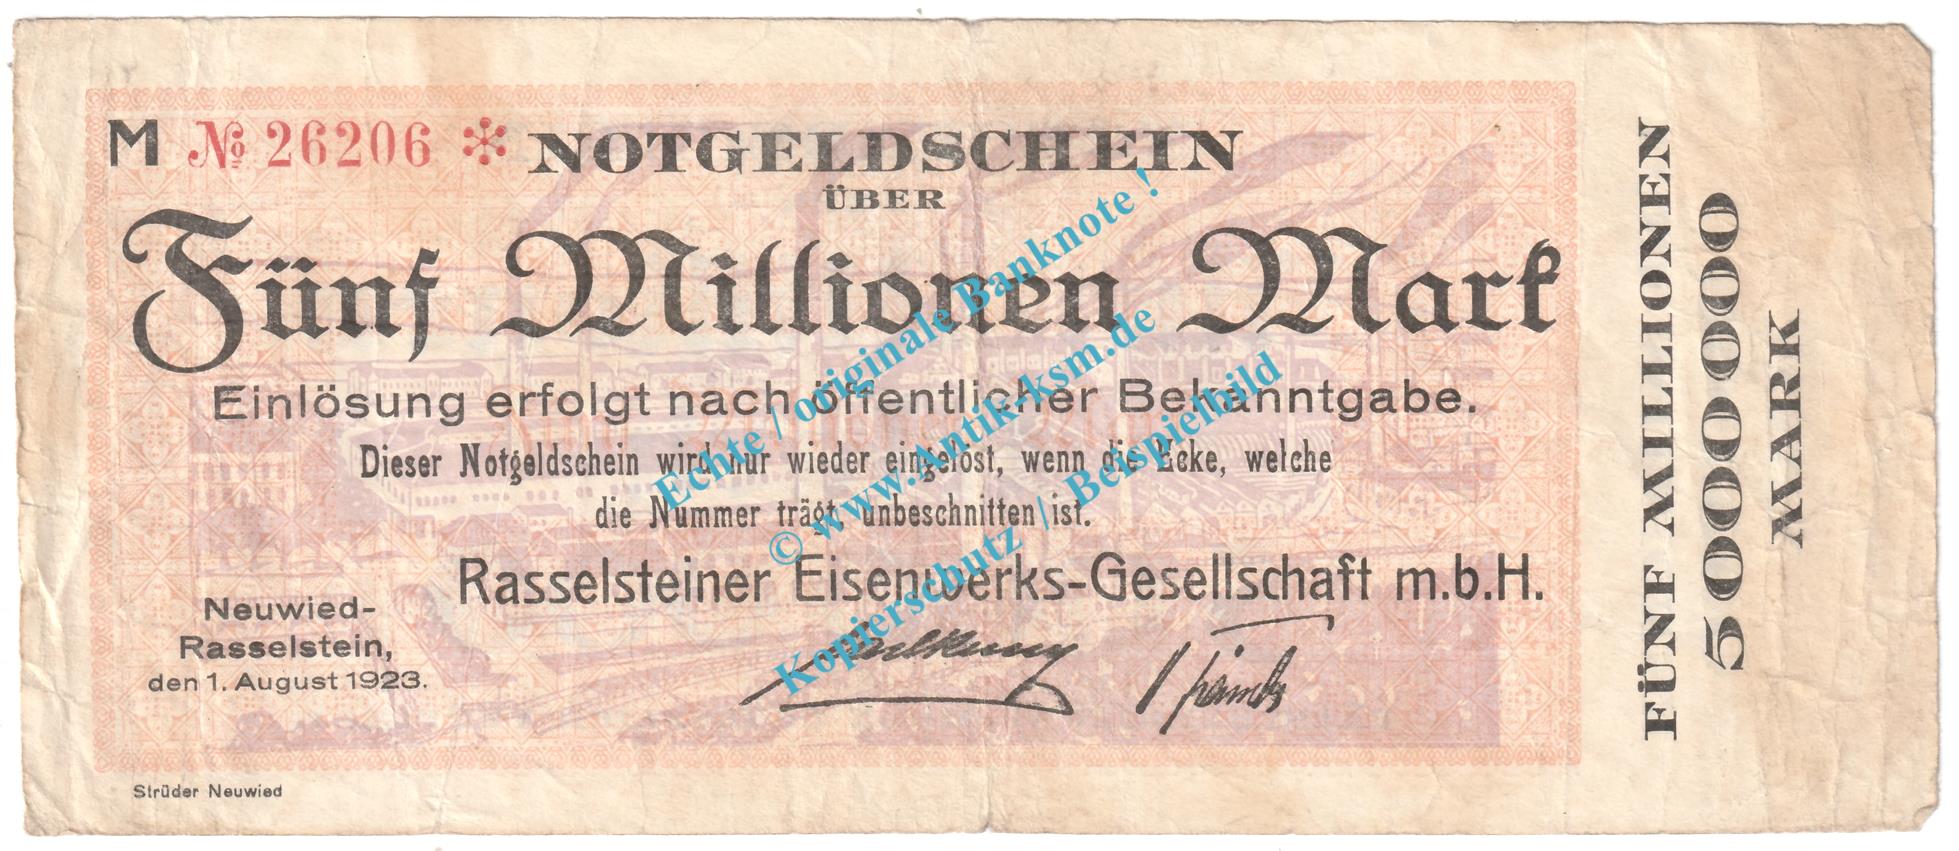 M № 26206 * NOTGELDSCHEIN
ÜBER
Fünf Millionen Mark
Einlösung erfolgt nach öffentlicher Bekanntgabe.
Dieser Notgeldschein wird nur wieder eingelöst, wenn die Ecke, welche
die Nummer trägt, unbeschnitten ist.
Rasselsteiner Eisenwerks-Gesellschaft m.b.H.
Neuwied-
Rasselstein,
den 1. August 1923.
Strüder Neuwied
FÜNF MILLIONEN
5000000
MARK
Echte / originale Banknote !
© www.Antik-ksm.de
Kopierschutz / Beispielbild